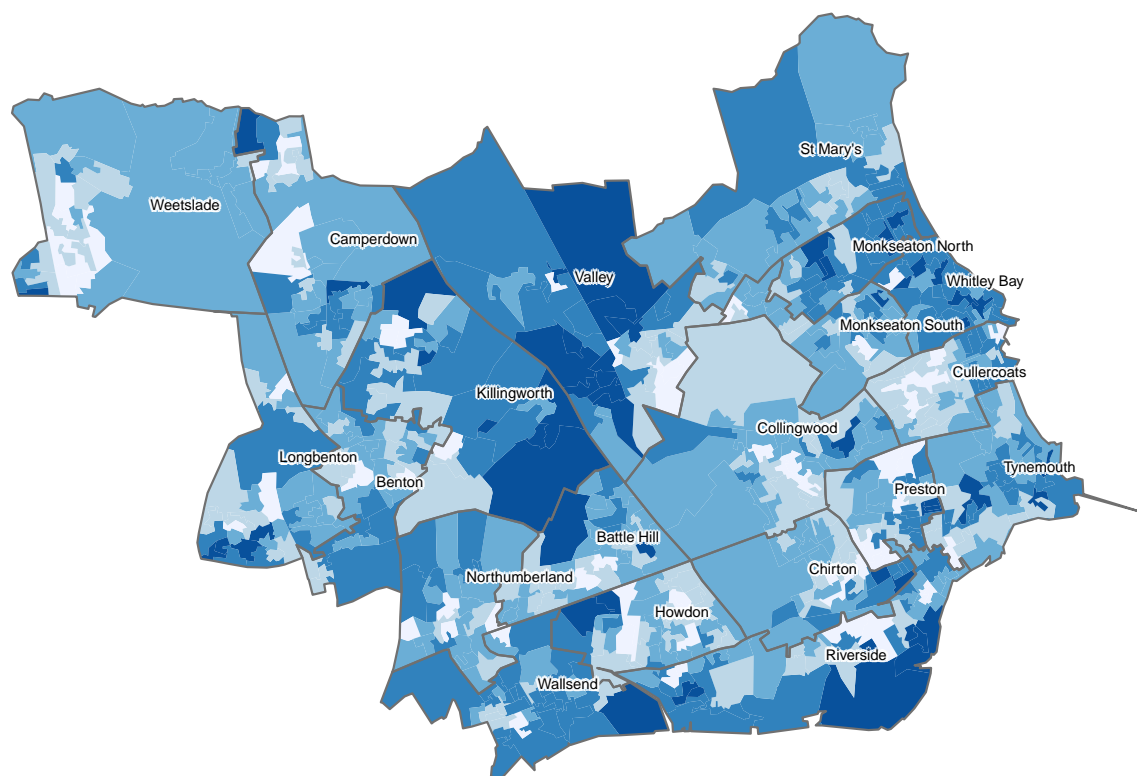 St Mary's
Weetslade
Camperdown
Monkseaton North
Valley
Whitley Bay
Monkseaton South
Cullercoats
Killingworth
Collingwood
Longbenton
Tynemouth
Benton
Preston
Battle Hill
Northumberland
Chirton
Howdon
Riverside
Wallsend